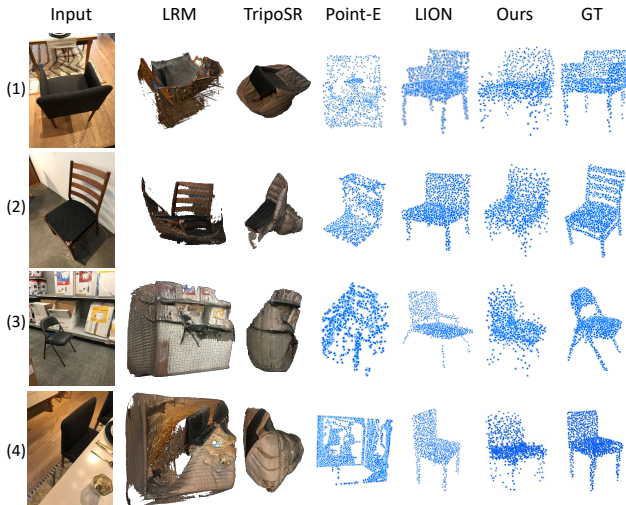 Input LRM TripoSR Point-E LION Ours GT
(1)
(2)
(3)
(4)